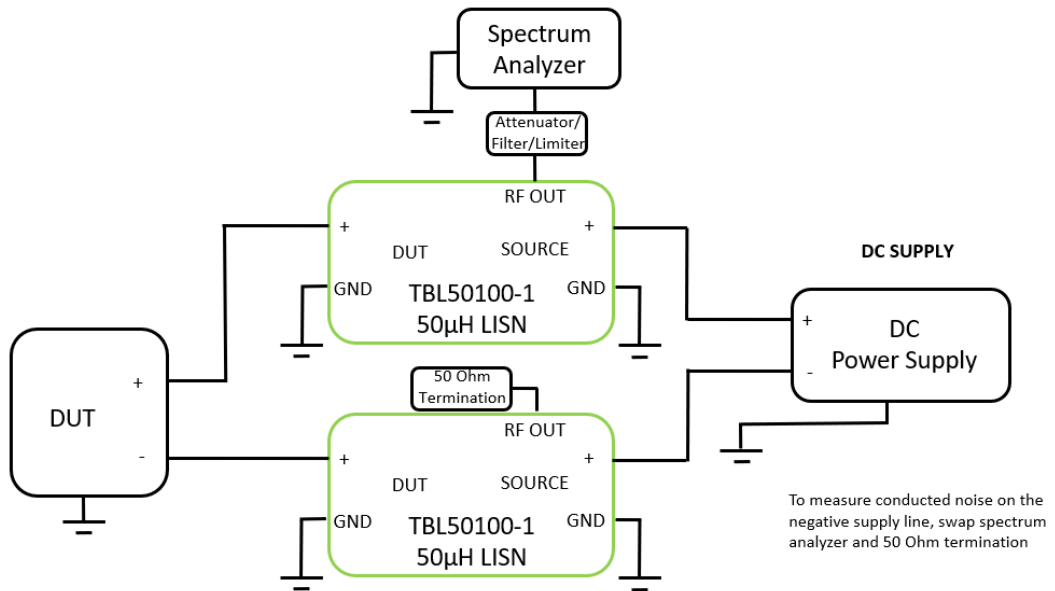 Spectrum
Analyzer
Attenuator/
Filter/Limiter
RF OUT
+
+
DUT
SOURCE
GND
GND
TBL50100-1
50µH LISN
DC SUPPLY
+
-
DC
Power Supply
DUT
+
-
50 Ohm
Termination
RF OUT
+
+
DUT
SOURCE
GND
GND
TBL50100-1
50µH LISN
To measure conducted noise on the
negative supply line, swap spectrum
analyzer and 50 Ohm termination